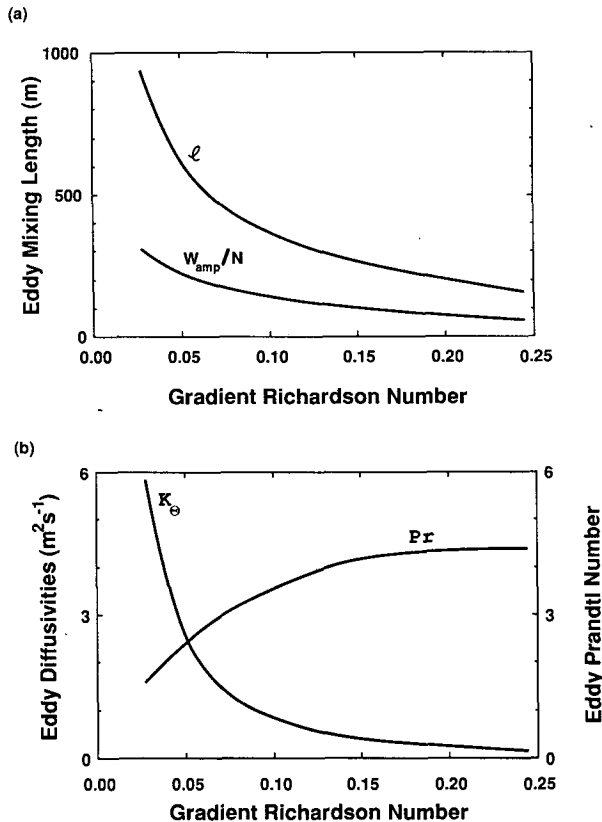 (a)
1000
500
0
Eddy Mixing Length (m)
ℓ
W_amp/N
0.00 0.05 0.10 0.15 0.20 0.25
Gradient Richardson Number
(b)
6
3
0
Eddy Diffusivities (m²s⁻¹)
K_Θ
Pr
6
3
0
Eddy Prandtl Number
0.00 0.05 0.10 0.15 0.20 0.25
Gradient Richardson Number